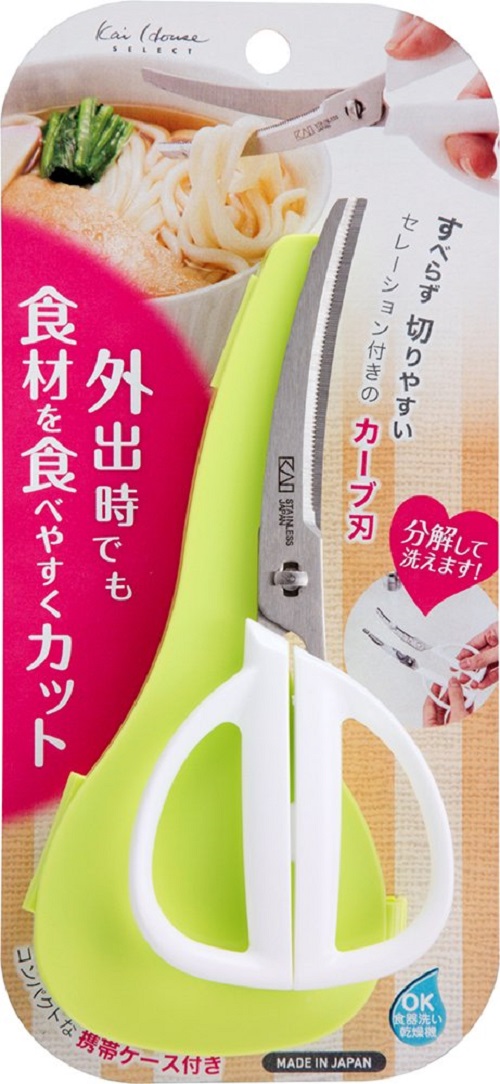 Kai House
SELECT
KAI
すべらず 切りやすい
セレーション付きの カーブ刃
外出時でも
食材を食べやすくカット
KAI
STAINLESS
JAPAN
分解して
洗えます!
コンパクトな携帯ケース付き
OK
食器洗い
乾燥機
MADE IN JAPAN